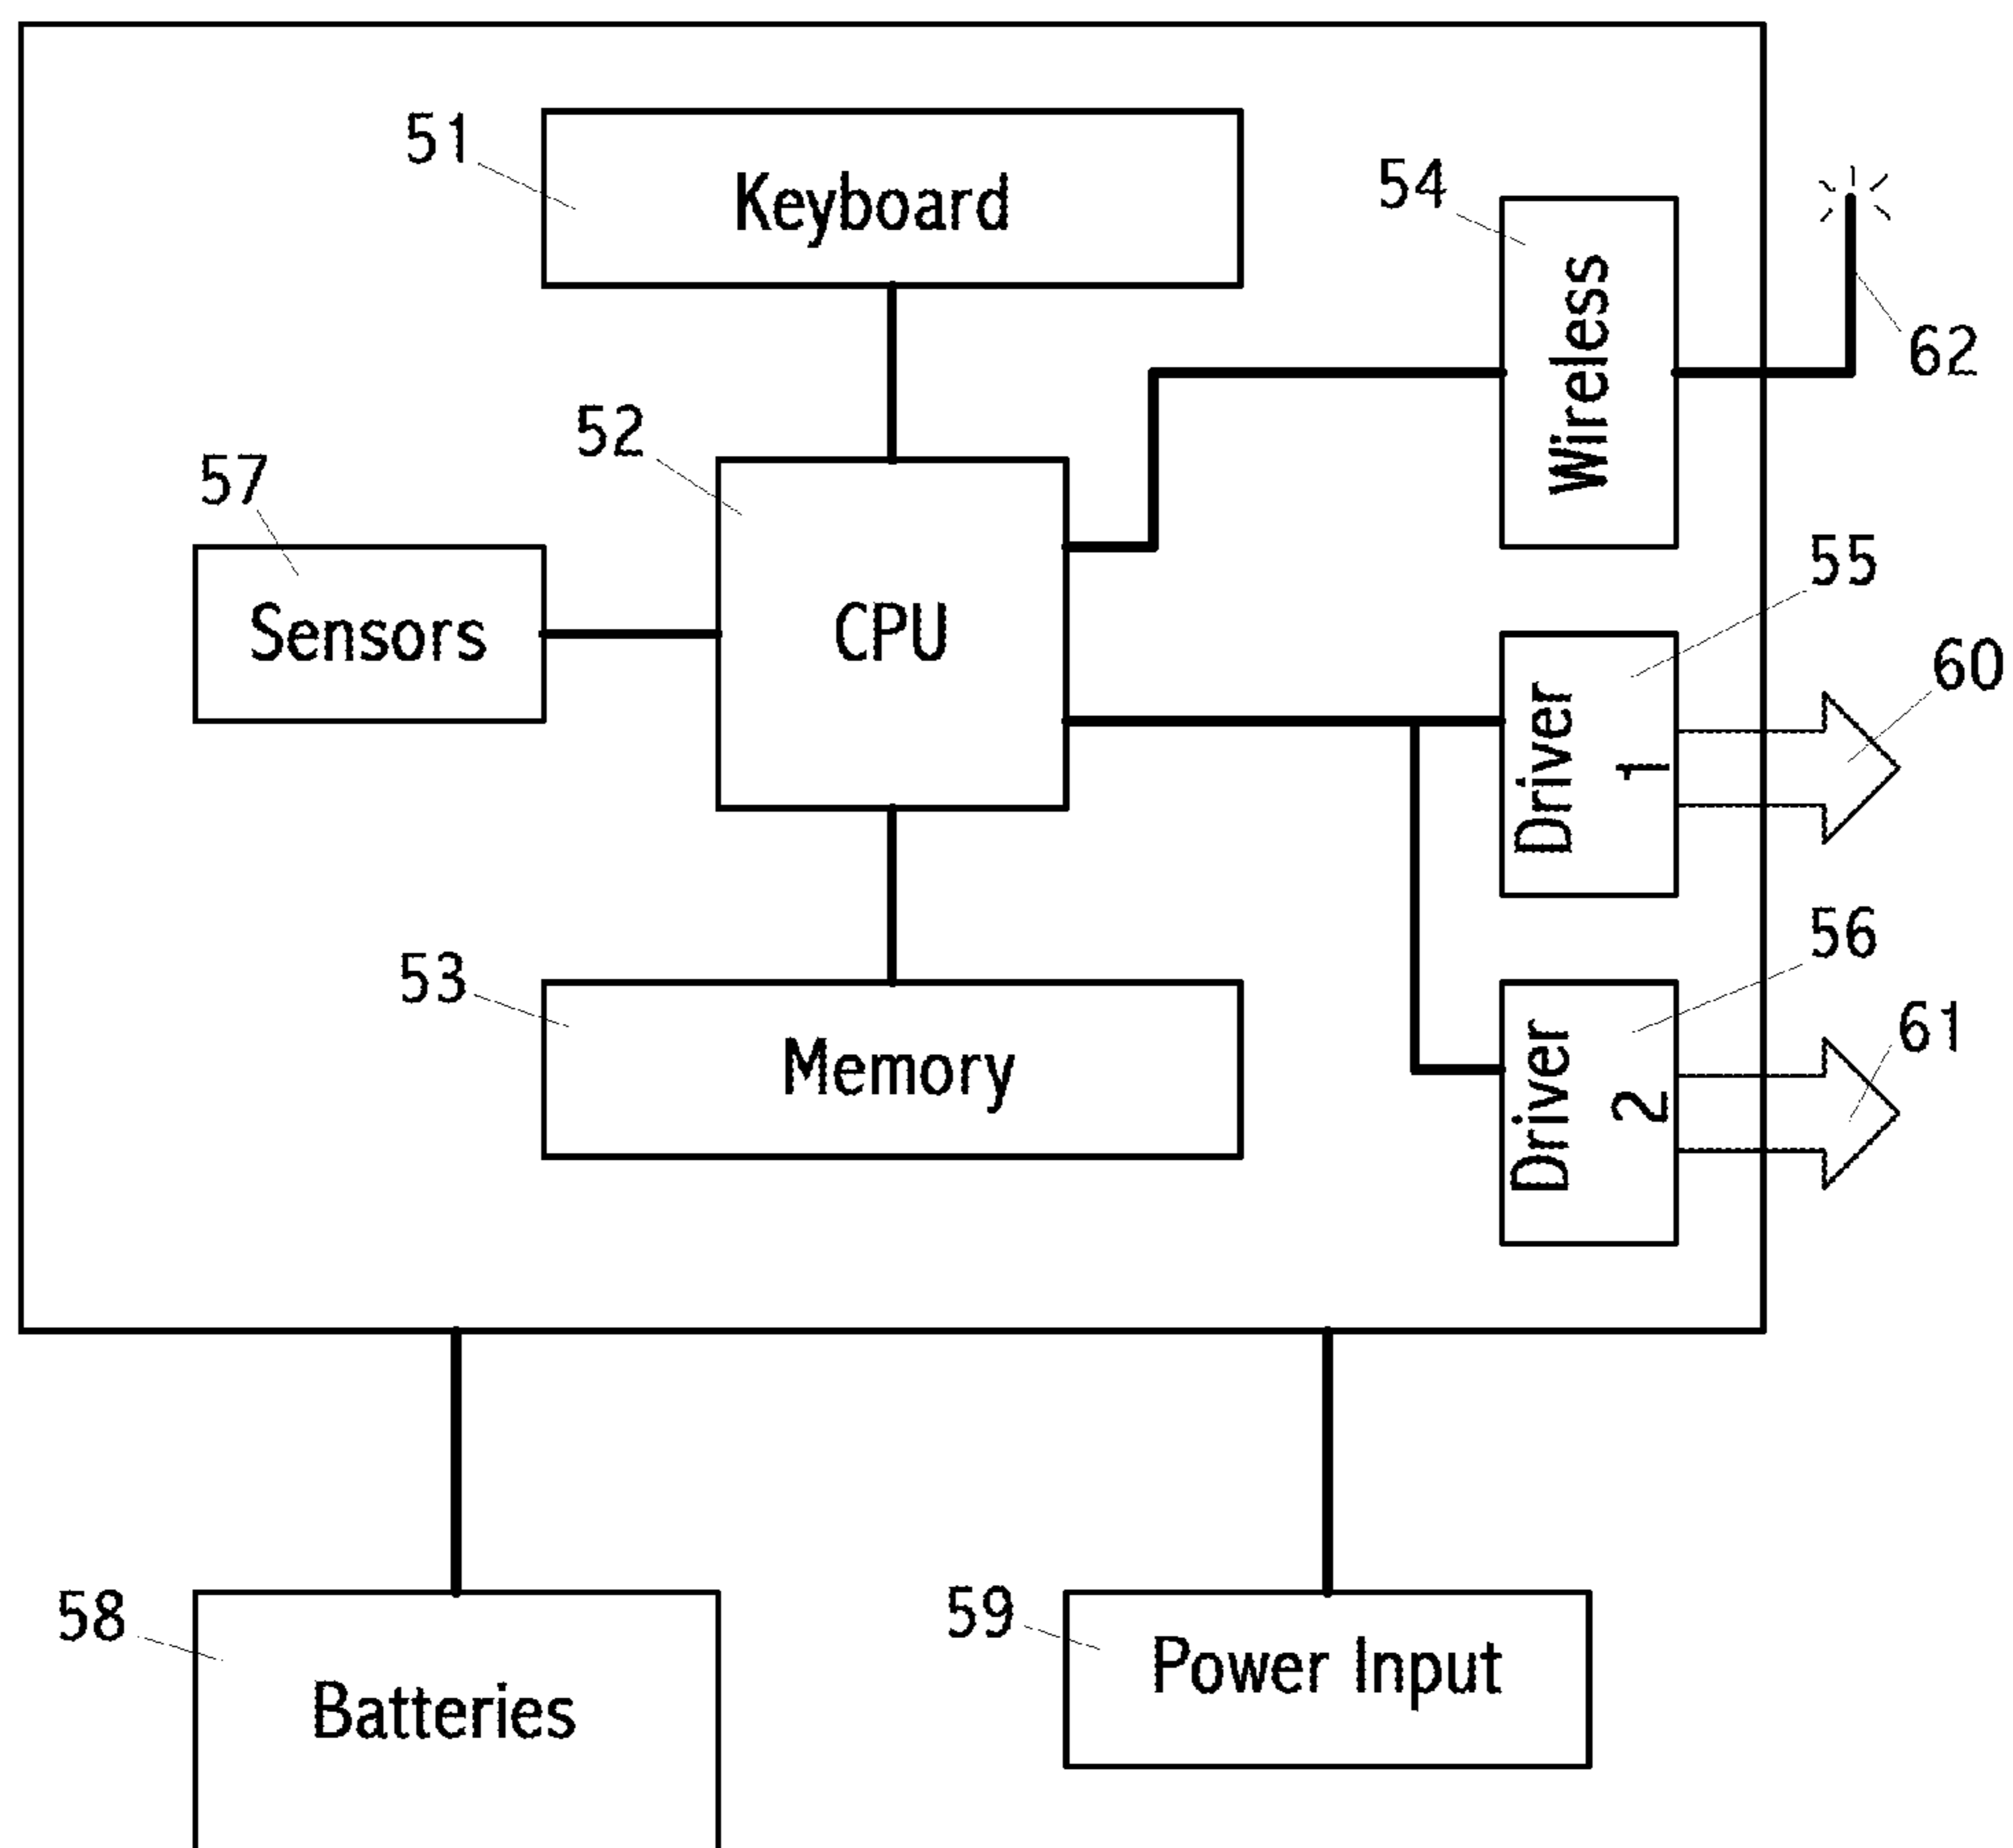 51
Keyboard
54
Wireless
62
52
57
Sensors
CPU
55
Driver
1
60
53
Memory
56
Driver
2
61
58
Batteries
59
Power Input